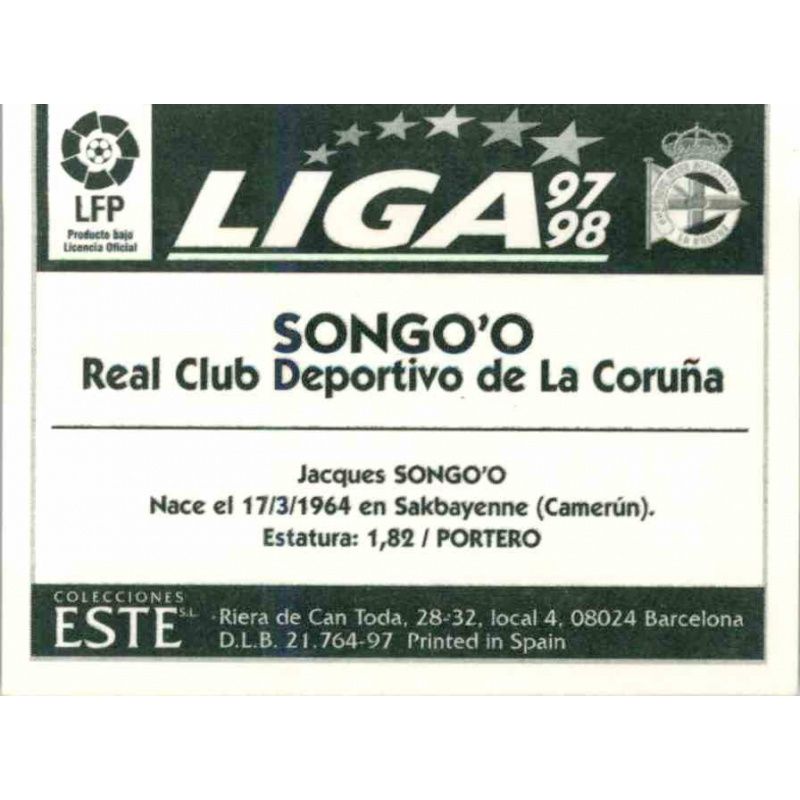 LFP
Producto bajo
Licencia Oficial
LIGA 97
98
SONGO'O
Real Club Deportivo de La Coruña
Jacques SONGO'O
Nace el 17/3/1964 en Sakbayenne (Camerún).
Estatura: 1,82 / PORTERO
COLECCIONES
ESTE S.L.
Riera de Can Toda, 28-32, local 4, 08024 Barcelona
D.L.B. 21.764-97 Printed in Spain